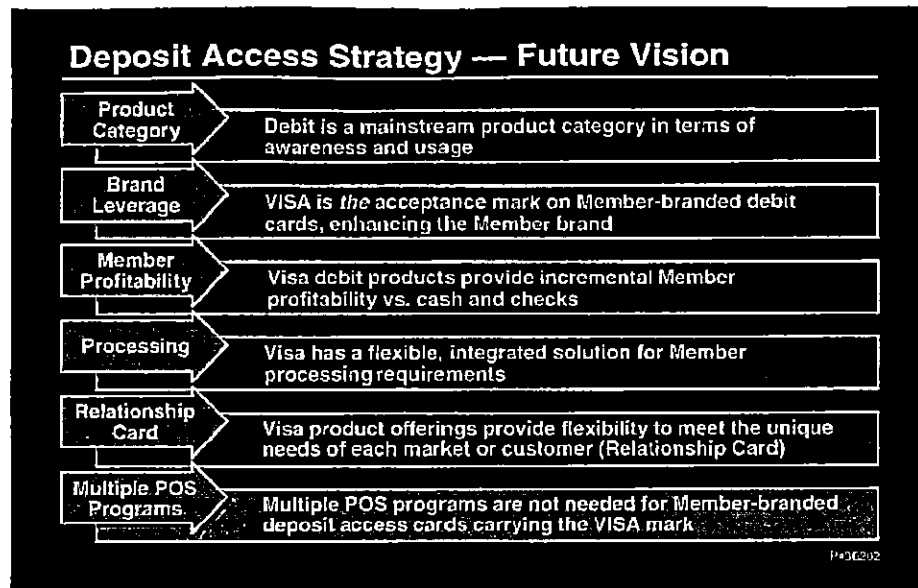 Deposit Access Strategy — Future Vision
Product
Category
Debit is a mainstream product category in terms of
awareness and usage
Brand
Leverage
VISA is the acceptance mark on Member-branded debit
cards, enhancing the Member brand
Member
Profitability
Visa debit products provide incremental Member
profitability vs. cash and checks
Processing
Visa has a flexible, integrated solution for Member
processing requirements
Relationship
Card
Visa product offerings provide flexibility to meet the unique
needs of each market or customer (Relationship Card)
Multiple POS
Programs
Multiple POS programs are not needed for Member-branded
deposit access cards carrying the VISA mark